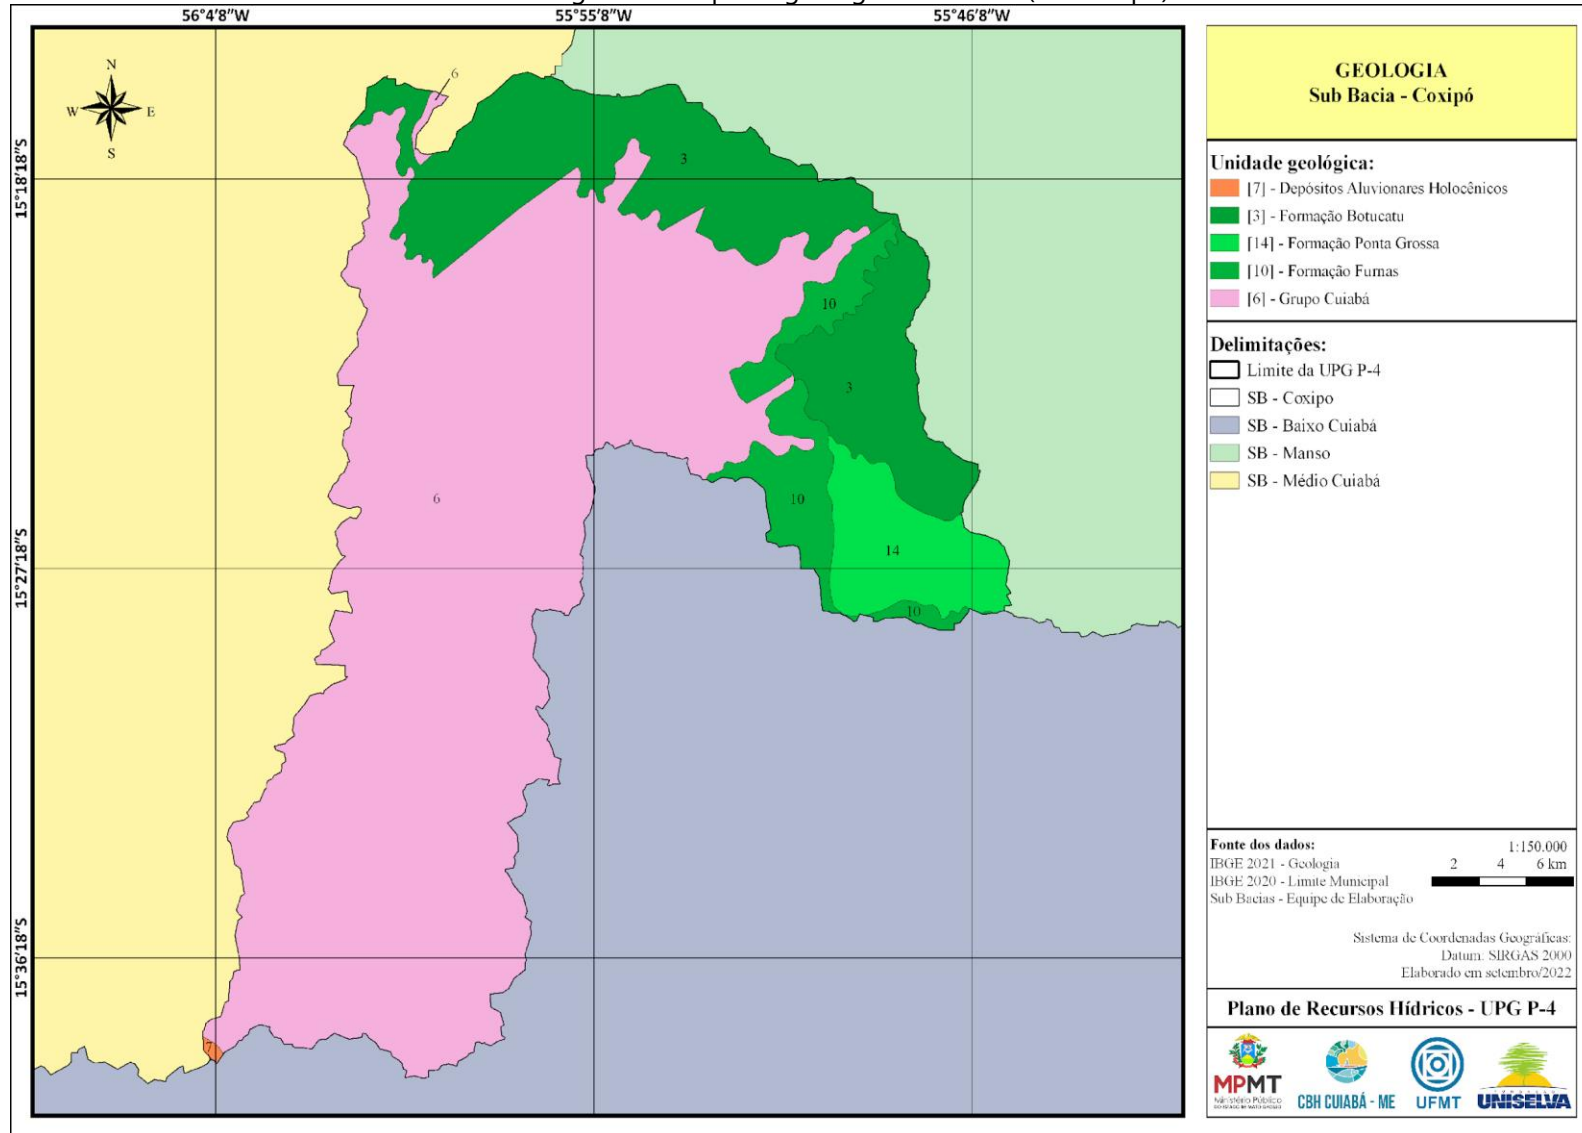 56°4'8"W
55°55'8"W
55°46'8"W
15°18'18"S
15°27'18"S
15°36'18"S
N
W
E
S
6
3
10
3
6
10
14
10
7
GEOLOGIA
Sub Bacia - Coxipó
Unidade geológica:
[7] - Depósitos Aluvionares Holocênicos
[3] - Formação Botucatu
[14] - Formação Ponta Grossa
[10] - Formação Furnas
[6] - Grupo Cuiabá
Delimitações:
Limite da UPG P-4
SB - Coxipo
SB - Baixo Cuiabá
SB - Manso
SB - Médio Cuiabá
Fonte dos dados:
IBGE 2021 - Geologia
IBGE 2020 - Limite Municipal
Sub Bacias - Equipe de Elaboração
1:150.000
2 4 6 km
Sistema de Coordenadas Geográficas:
Datum: SIRGAS 2000
Elaborado em setembro/2022
Plano de Recursos Hídricos - UPG P-4
MPMT
Ministério Público
CBH CUIABÁ - ME
UFMT
UNISELVA